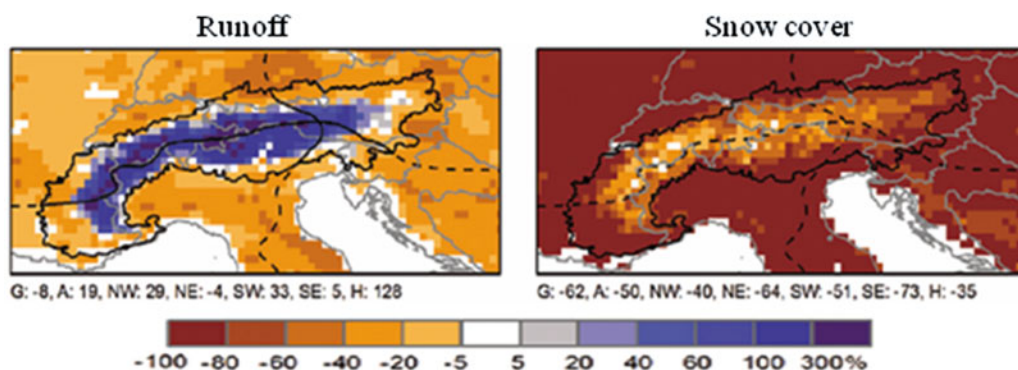 Runoff
Snow cover
G: -8, A: 19, NW: 29, NE: -4, SW: 33, SE: 5, H: 128
G: -62, A: -50, NW: -40, NE: -64, SW: -51, SE: -73, H: -35
-100 -80 -60 -40 -20 -5 5 20 40 60 100 300%